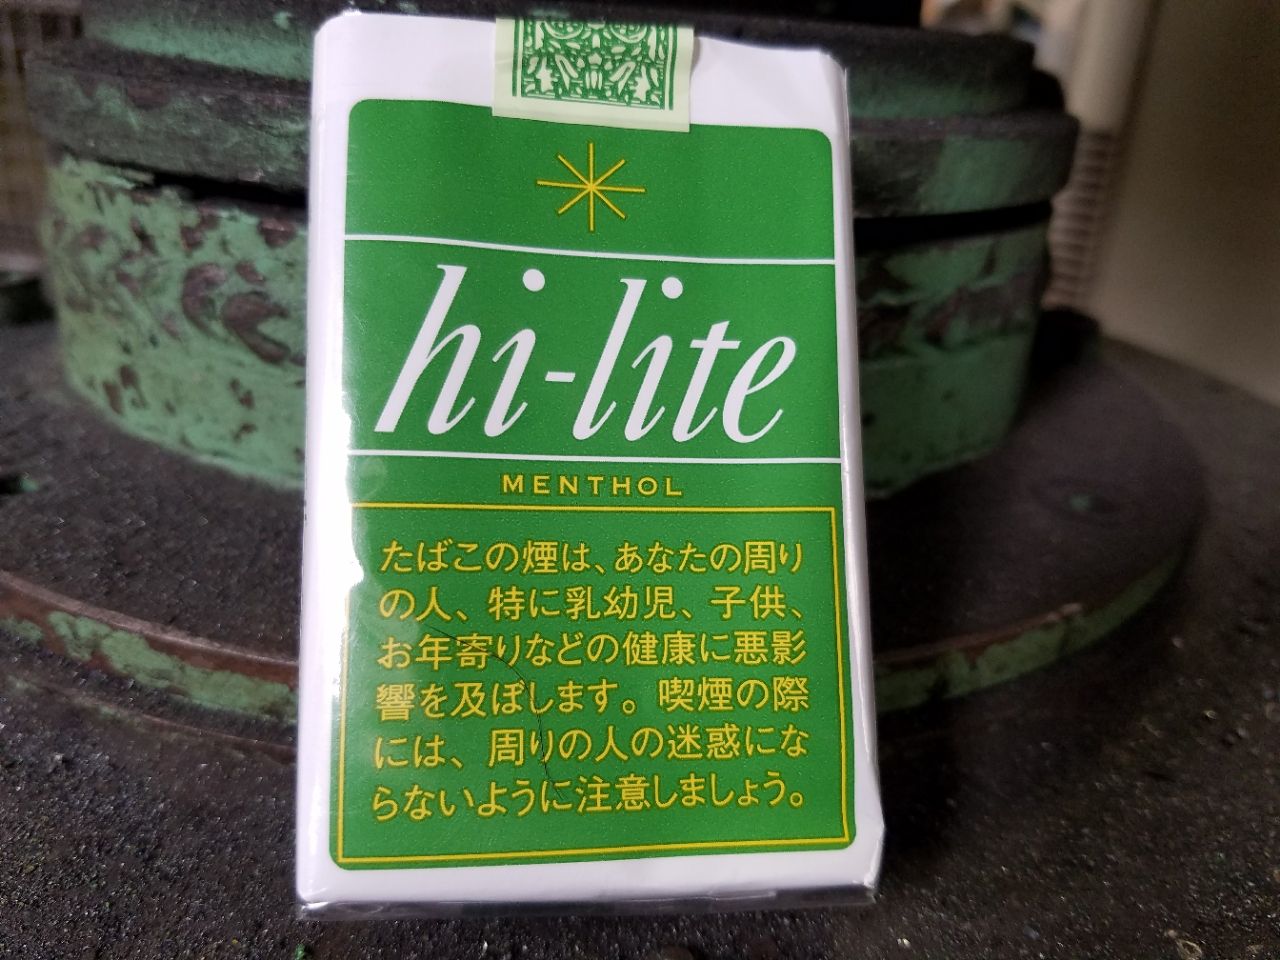 hi-lite
MENTHOL
たばこの煙は、あなたの周り
の人、特に乳幼児、子供、
お年寄りなどの健康に悪影
響を及ぼします。喫煙の際
には、周りの人の迷惑にな
らないように注意しましょう。